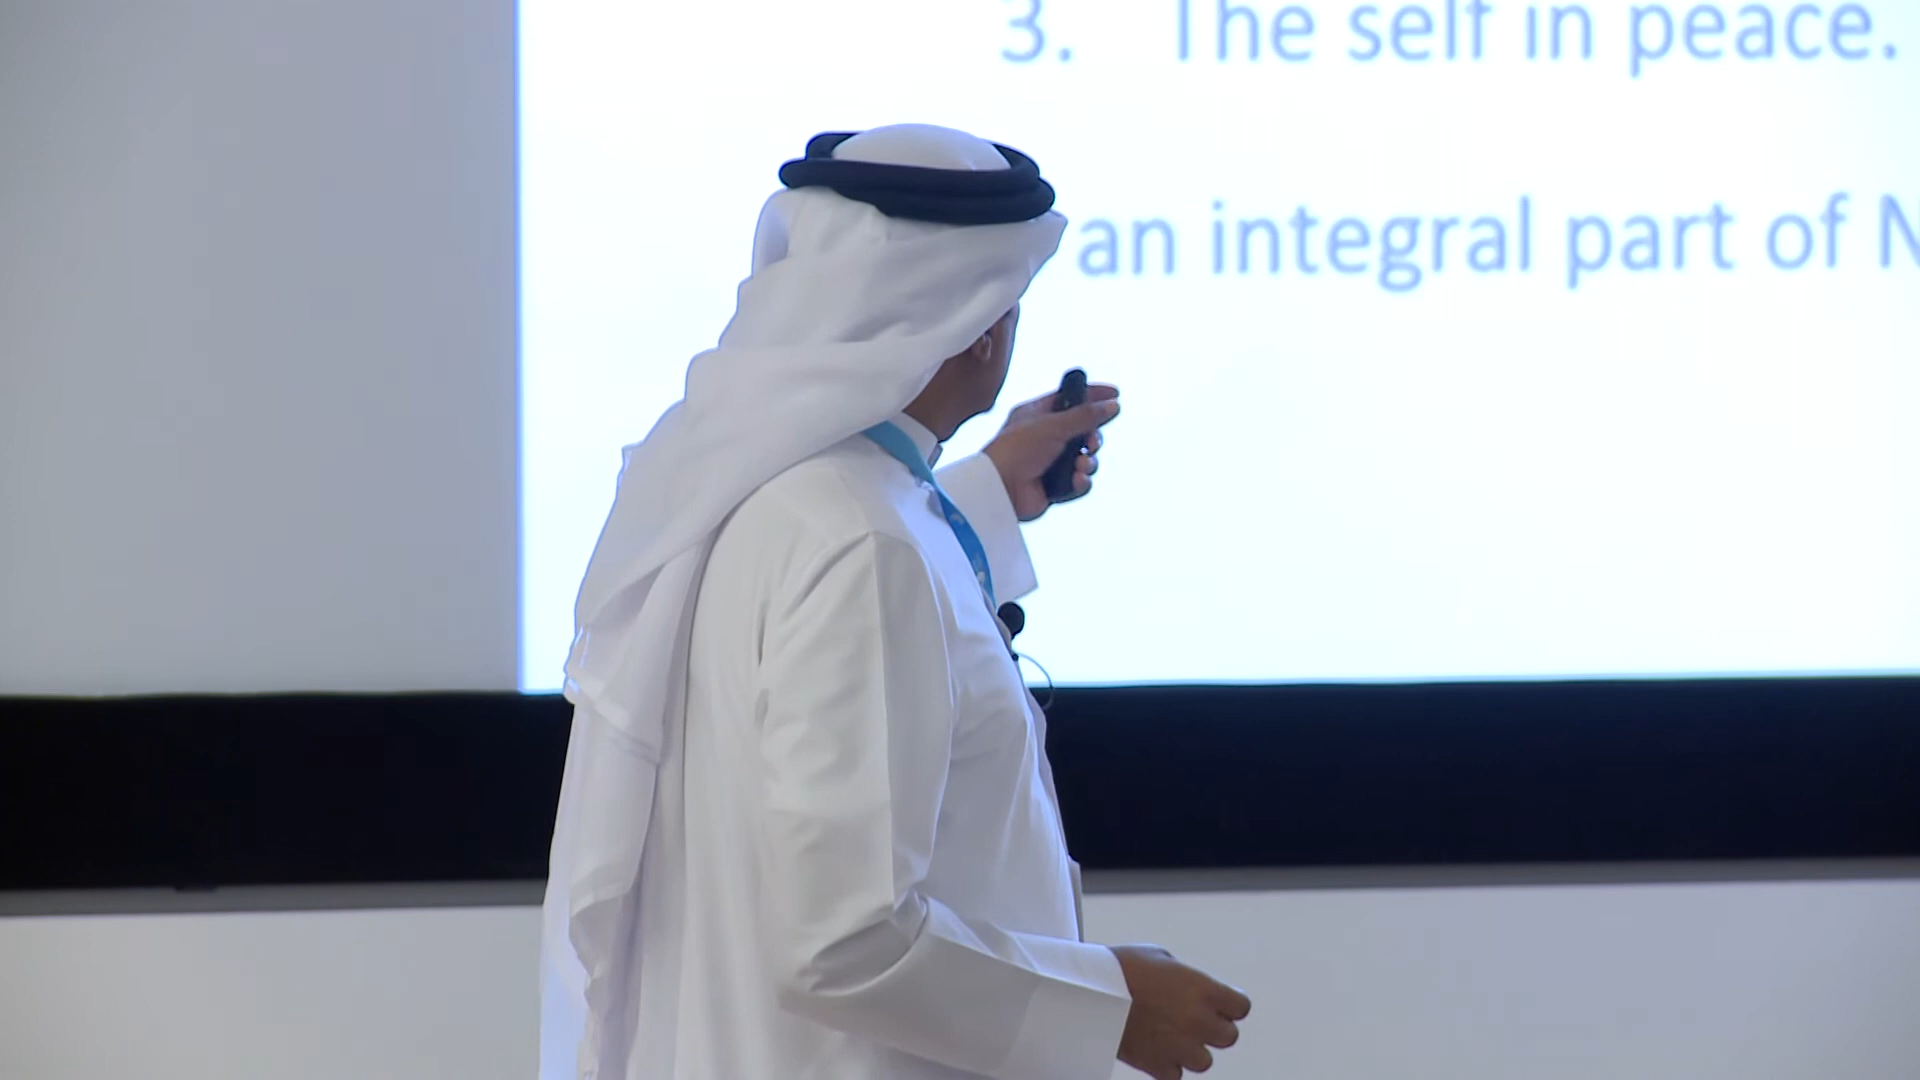 3. The self in peace.
an integral part of N